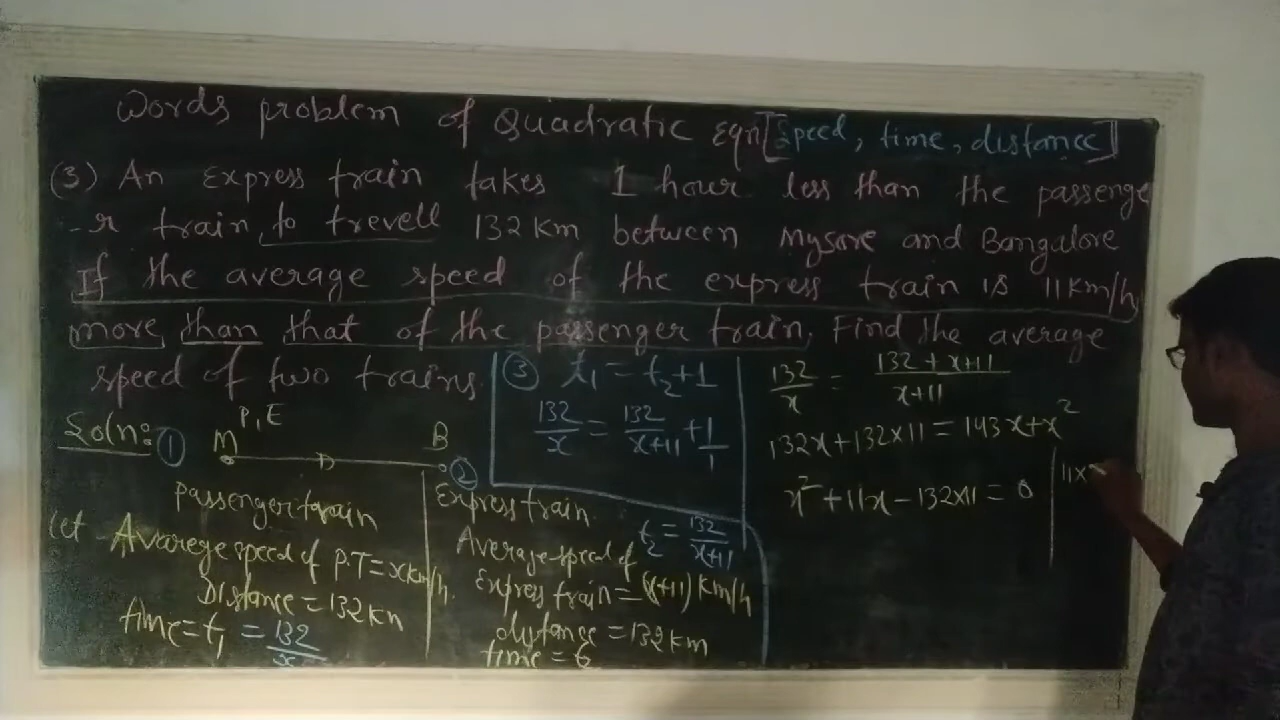 Words problem of Quadratic Eqn [Speed, time, distance]
(3) An Express train takes 1 hour less than the passenge
-r train, to trevell 132 Km between Mysore and Bangalore
If the average speed of the express train is 11 Km/h,
more than that of the passenger train, Find the average
speed of two trains.
Soln: ①
P, E
M B
Passenger train
Let Avarege speed of P.T = x Km/h.
Distance = 132 Km
time = t₁ = 132/x
②
Express train
t₂ = 132/x+11
Average speed of
Express train = (x+11) Km/h
distance = 132 Km
time = t
③ t₁ = t₂ + 1
132/x = 132/x+11 + 1/1
132/x = 132 + x + 11/x+11
132x + 132×11 = 143x + x²
x² + 11x − 132×11 = 0
11×